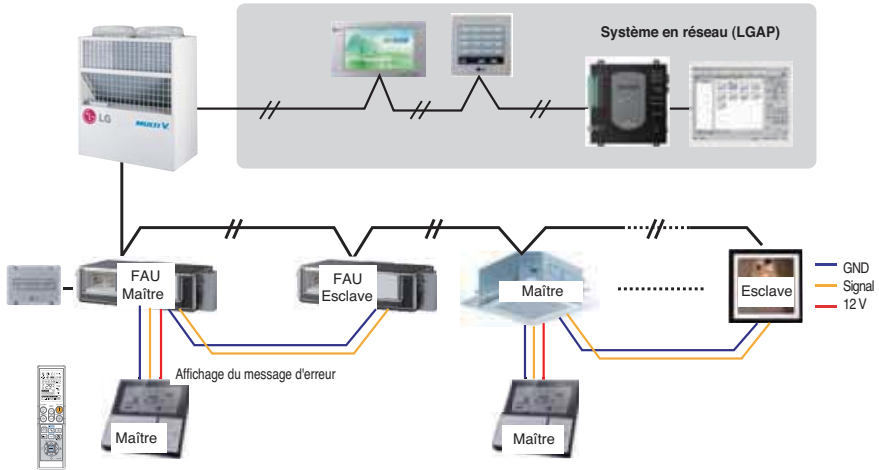 Système en réseau (LGAP)
LG
MULTI V.
FAU
Maître
FAU
Esclave
Maître
Esclave
GND
Signal
12 V
Affichage du message d'erreur
Maître
Maître